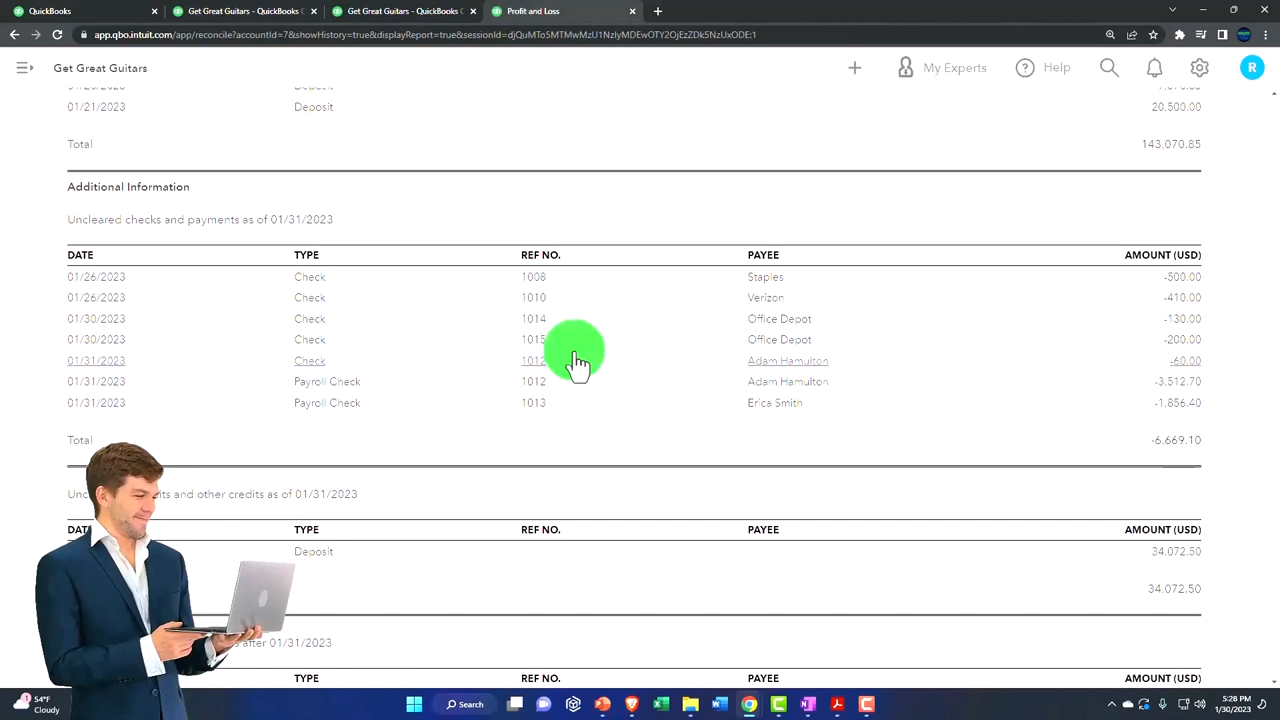 QuickBooks
Get Great Guitars - QuickBooks O
Get Great Guitars - QuickBooks C
Profit and Loss
app.qbo.intuit.com/app/reconcile?accountId=7&showHistory=true&displayReport=true&sessionId=djQuMTo5MTMwMzU1NzIyMDEwOTY2OjEzZDk5NzUxODE:1
Get Great Guitars
My Experts
Help
R
Deposit
01/21/2023 Deposit 20,500.00
Total 143,070.85
Additional Information
Uncleared checks and payments as of 01/31/2023
DATE TYPE REF NO. PAYEE AMOUNT (USD)
01/26/2023 Check 1008 Staples -500.00
01/26/2023 Check 1010 Verizon -410.00
01/30/2023 Check 1014 Office Depot -130.00
01/30/2023 Check 1015 Office Depot -200.00
01/31/2023 Check 1012 Adam Hamulton -60.00
01/31/2023 Payroll Check 1012 Adam Hamulton -3,512.70
01/31/2023 Payroll Check 1013 Erica Smith -1,856.40
Total -6,669.10
and other credits as of 01/31/2023
DATE TYPE REF NO. PAYEE AMOUNT (USD)
Deposit 34,072.50
34,072.50
after 01/31/2023
TYPE REF NO. PAYEE AMOUNT (USD)
54°F
Cloudy
Search
5:28 PM
1/30/2023